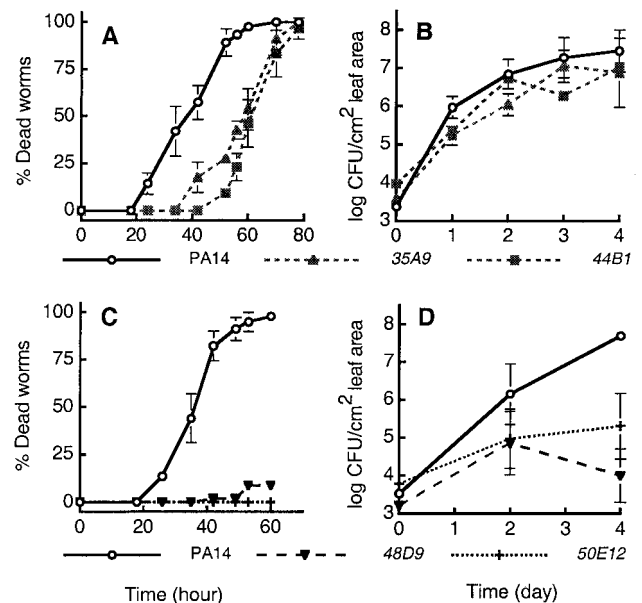 A
% Dead worms
100
75
50
25
0
0 20 40 60 80
B
log CFU/cm2 leaf area
8
7
6
5
4
3
0 1 2 3 4
PA14 35A9 44B1
C
% Dead worms
100
75
50
25
0
0 20 40 60
D
log CFU/cm2 leaf area
8
7
6
5
4
3
0 2 4
PA14 48D9 50E12
Time (hour) Time (day)